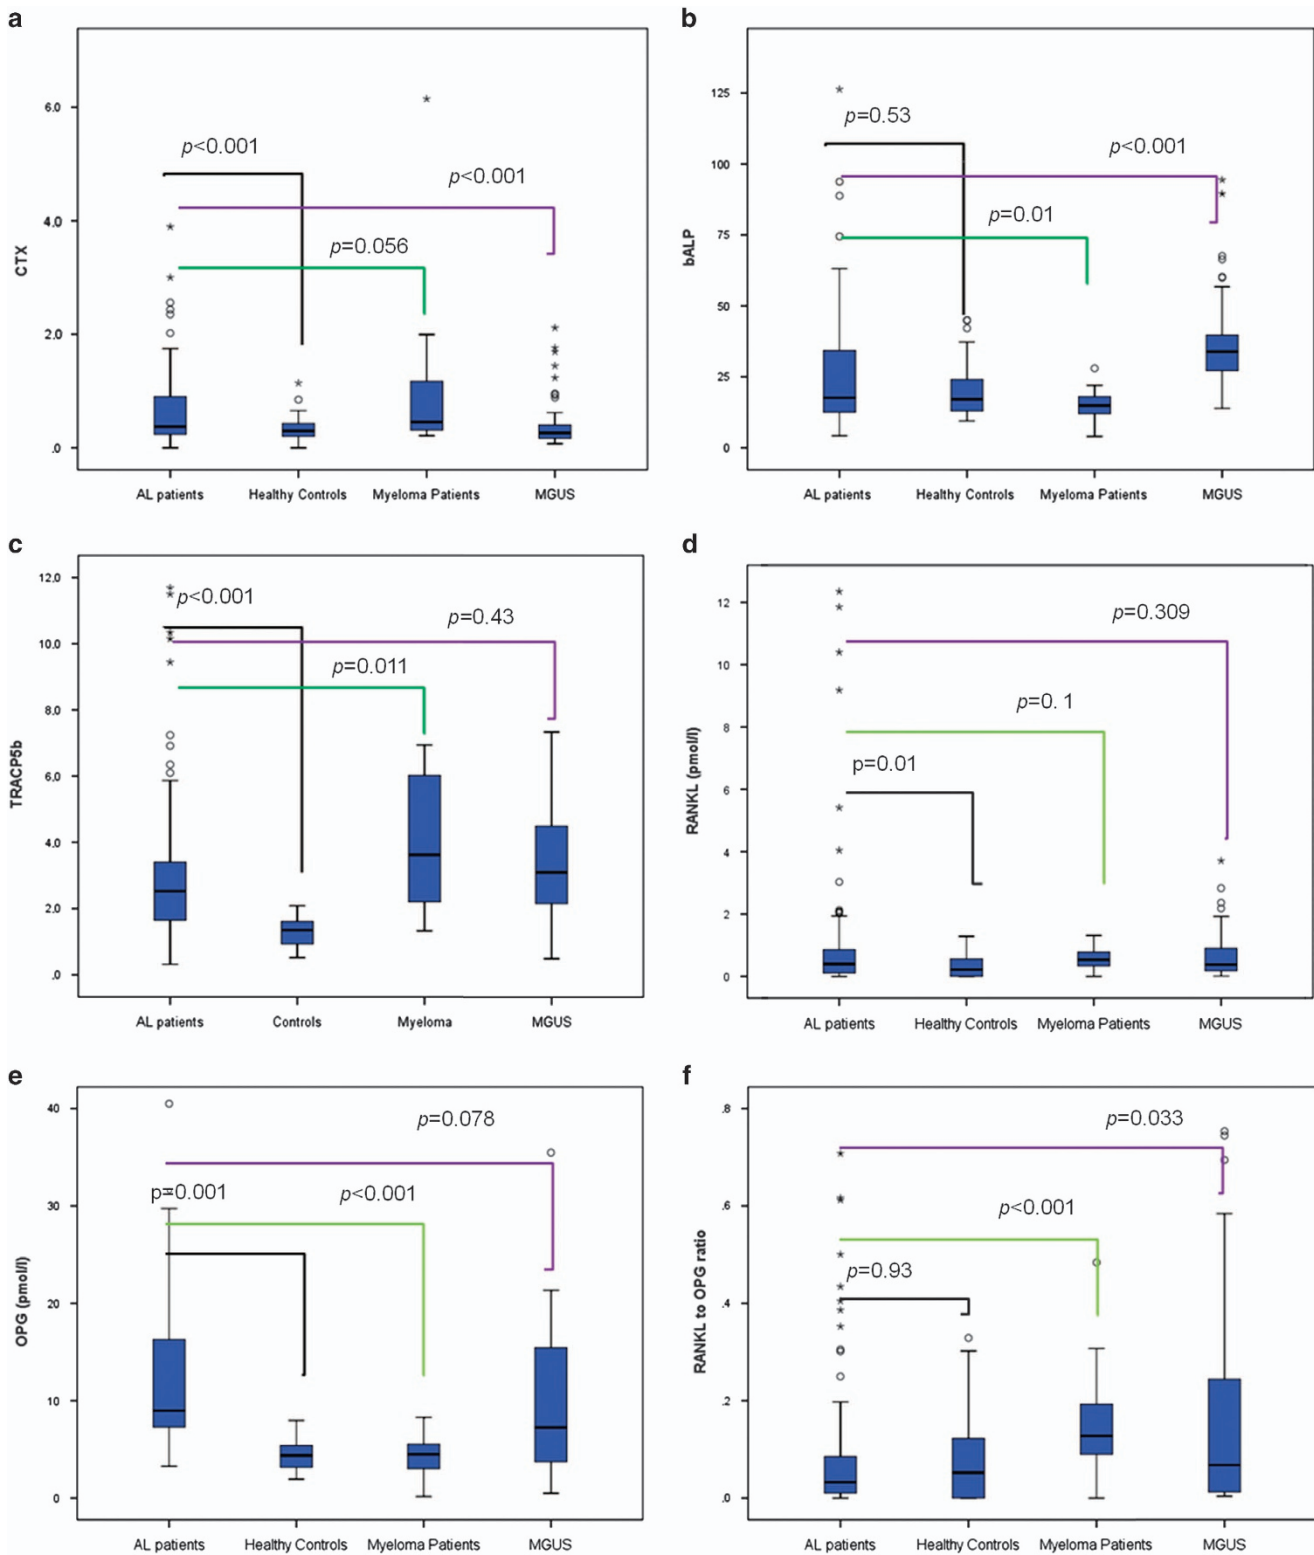 a
CTX
6.0
4.0
2.0
.0
p<0.001
p<0.001
p=0.056
AL patients
Healthy Controls
Myeloma Patients
MGUS
b
bALP
125
100
75
50
25
0
p=0.53
p<0.001
p=0.01
AL patients
Healthy Controls
Myeloma Patients
MGUS
c
TRACP5b
12.0
10.0
8.0
6.0
4.0
2.0
.0
p<0.001
p=0.43
p=0.011
AL patients
Controls
Myeloma
MGUS
d
RANKL (pmol/l)
12
10
8
6
4
2
0
p=0.309
p=0.1
p=0.01
AL patients
Healthy Controls
Myeloma Patients
MGUS
e
OPG (pmol/l)
40
30
20
10
0
p=0.078
p=0.001
p<0.001
AL patients
Healthy Controls
Myeloma Patients
MGUS
f
RANKL to OPG ratio
.8
.6
.4
.2
.0
p=0.033
p<0.001
p=0.93
AL patients
Healthy Controls
Myeloma Patients
MGUS